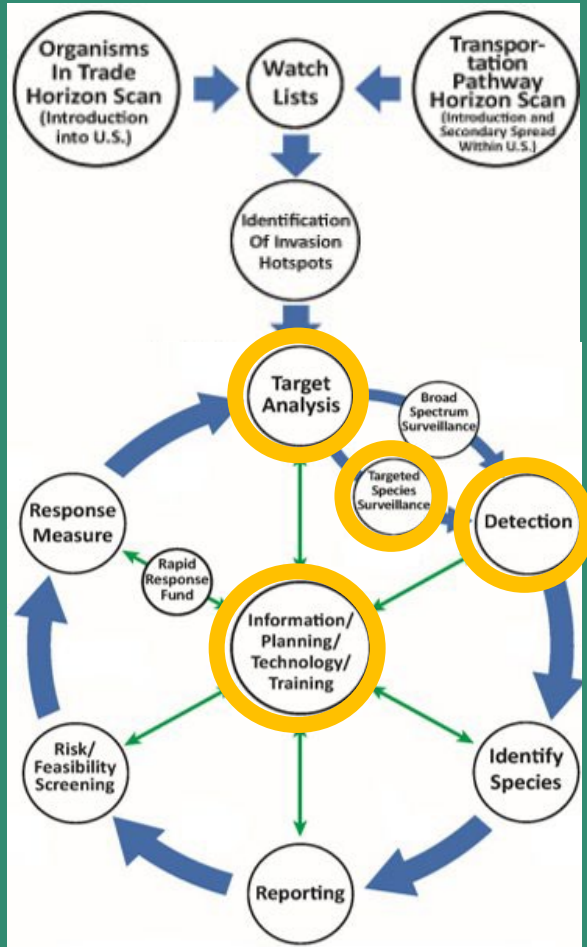 Organisms
In Trade
Horizon Scan
(Introduction
into U.S.)
Watch
Lists
Transpor-
tation
Pathway
Horizon Scan
(Introduction and
Secondary Spread
Within U.S.)
Identification
Of Invasion
Hotspots
Target
Analysis
Broad
Spectrum
Surveillance
Targeted
Species
Surveillance
Detection
Response
Measure
Rapid
Response
Fund
Information/
Planning/
Technology/
Training
Risk/
Feasibility
Screening
Identify
Species
Reporting